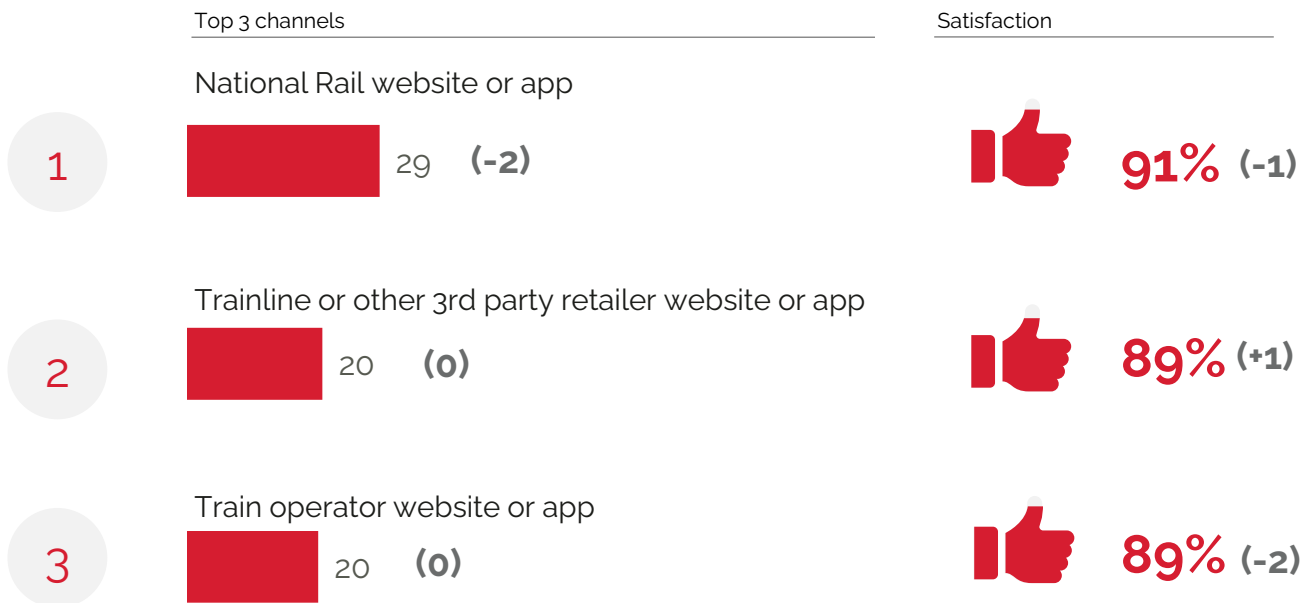 Top 3 channels
Satisfaction
National Rail website or app
1
29 (-2)
91% (-1)
Trainline or other 3rd party retailer website or app
2
20 (0)
89% (+1)
Train operator website or app
3
20 (0)
89% (-2)